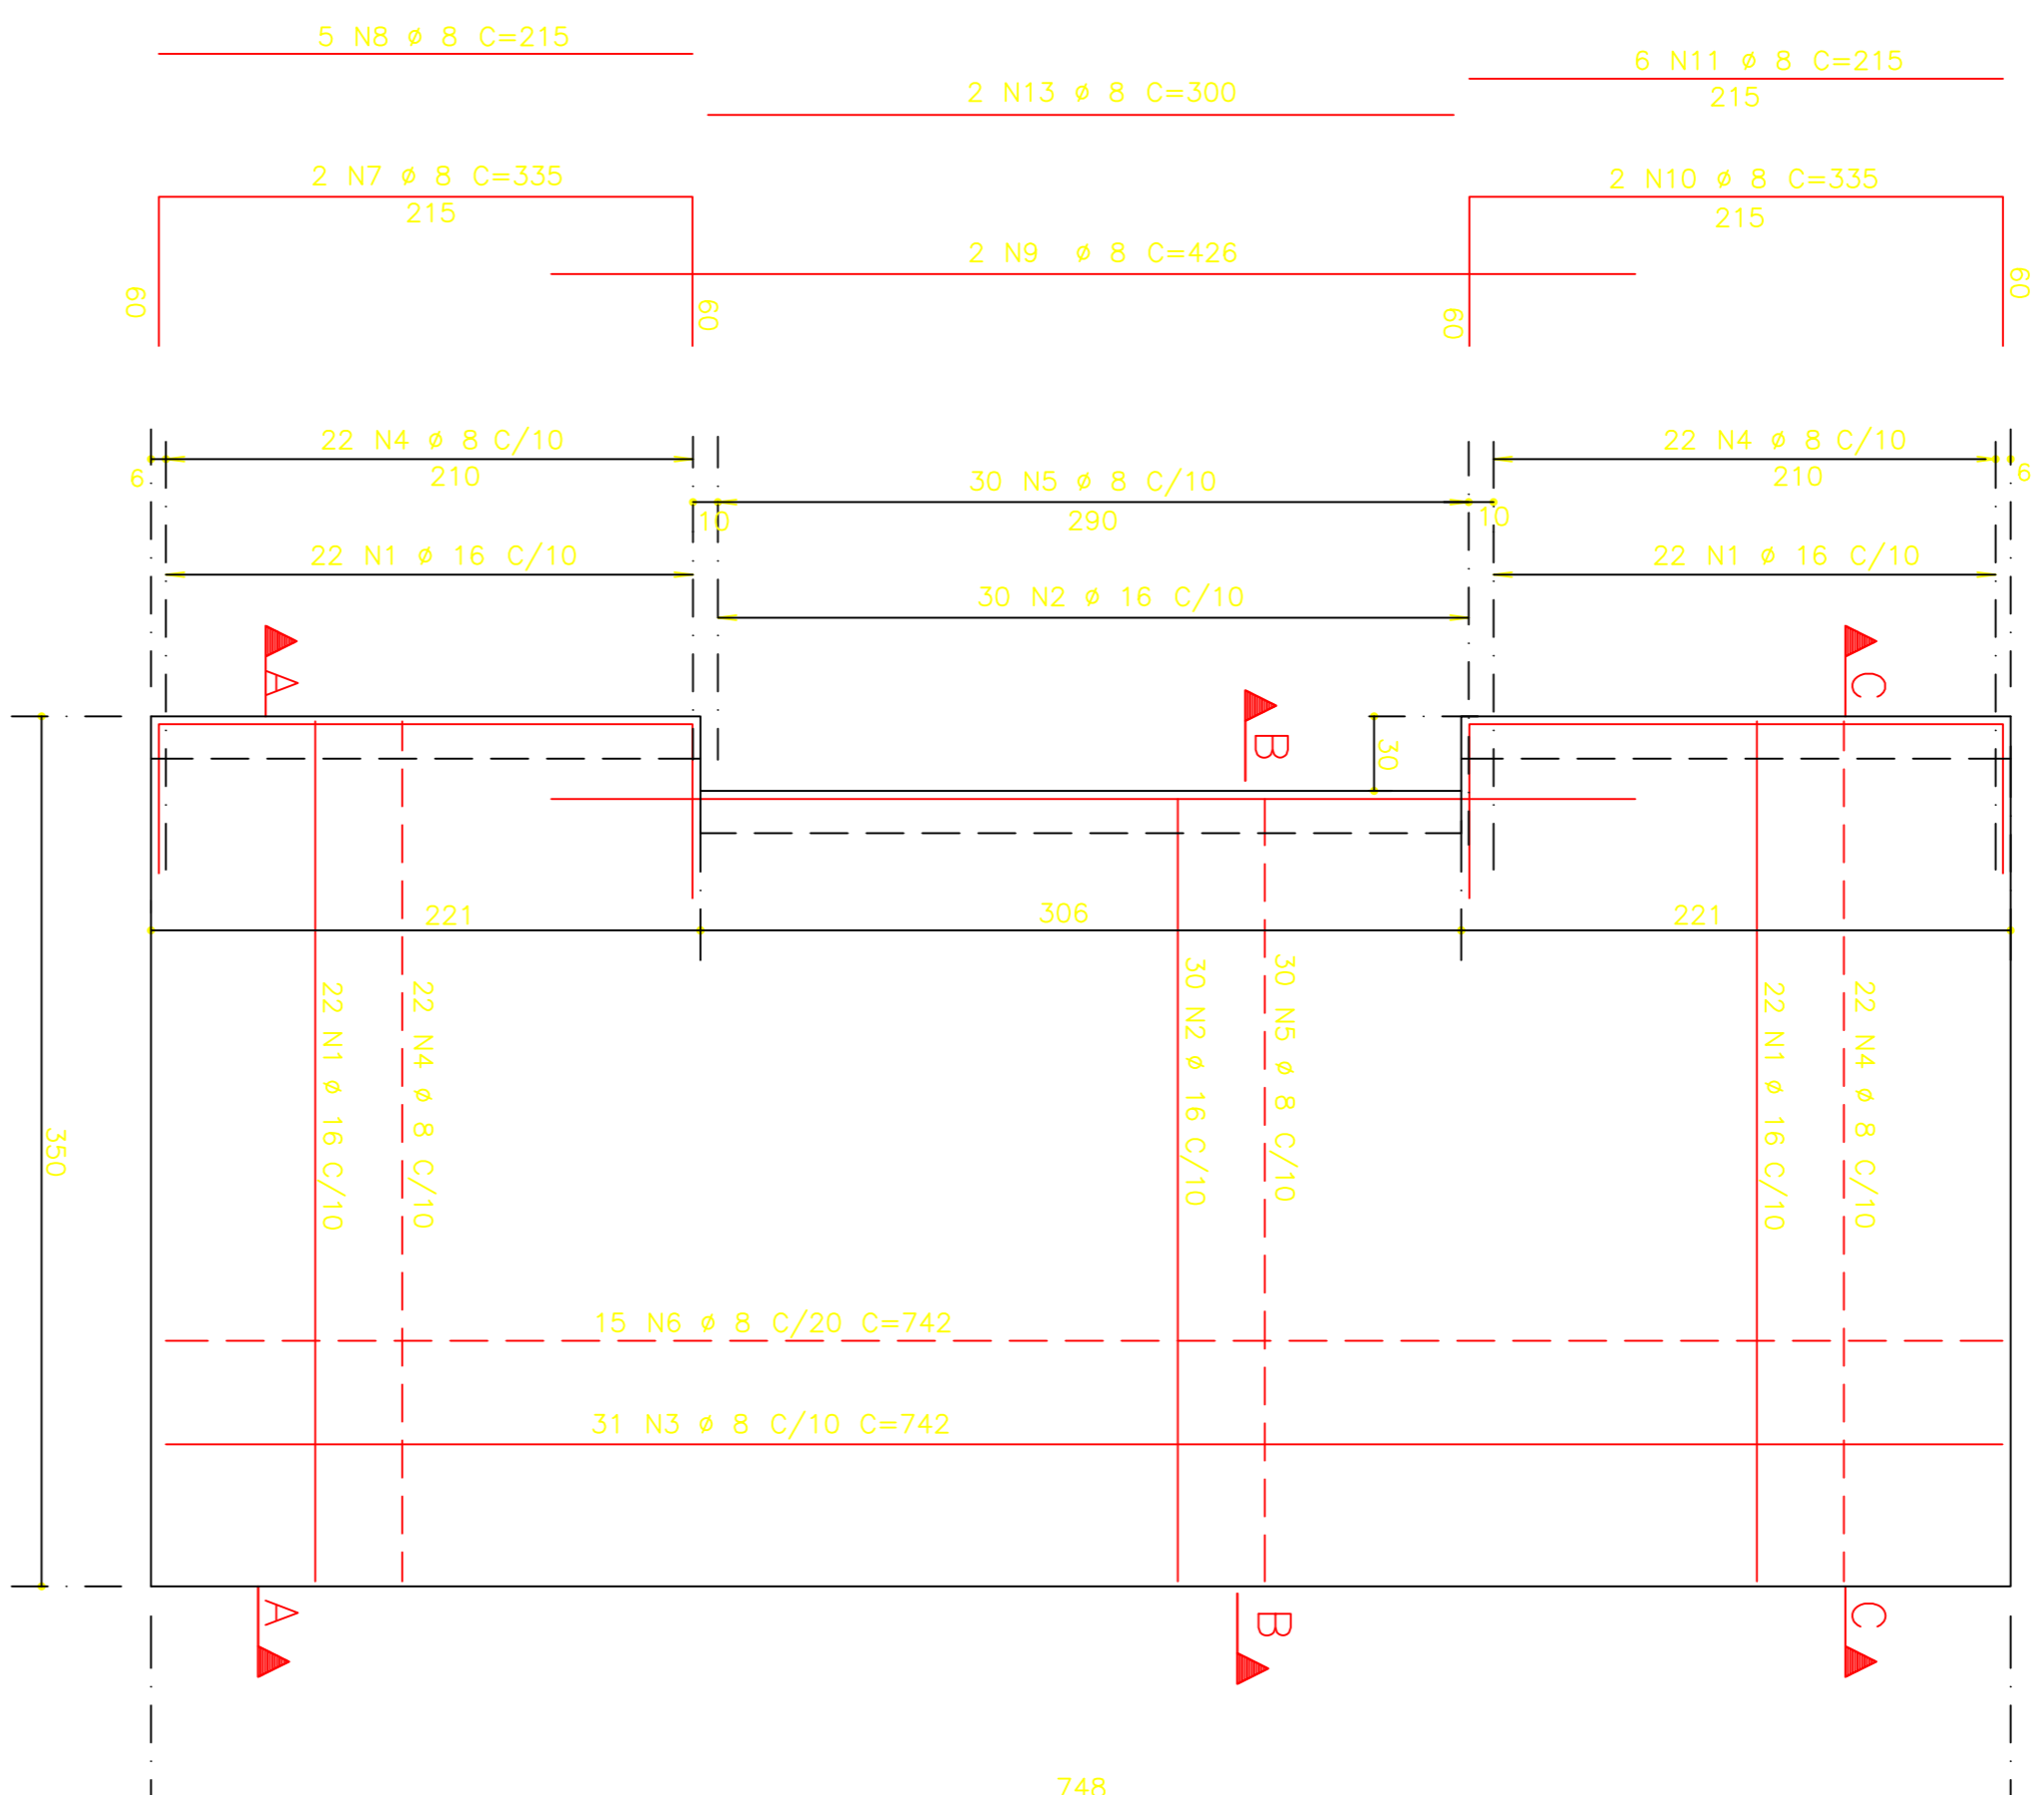 5 N8 ø 8 C=215
6 N11 ø 8 C=215
215
2 N13 ø 8 C=300
2 N7 ø 8 C=335
215
2 N10 ø 8 C=335
215
2 N9 ø 8 C=426
60
60
60
60
22 N4 ø 8 C/10
210
6
22 N4 ø 8 C/10
210
6
30 N5 ø 8 C/10
290
10
10
22 N1 ø 16 C/10
22 N1 ø 16 C/10
30 N2 ø 16 C/10
A
B
C
30
221
306
221
350
22 N1 ø 16 C/10
22 N4 ø 8 C/10
30 N2 ø 16 C/10
30 N5 ø 8 C/10
22 N1 ø 16 C/10
22 N4 ø 8 C/10
15 N6 ø 8 C/20 C=742
31 N3 ø 8 C/10 C=742
A
B
C
748